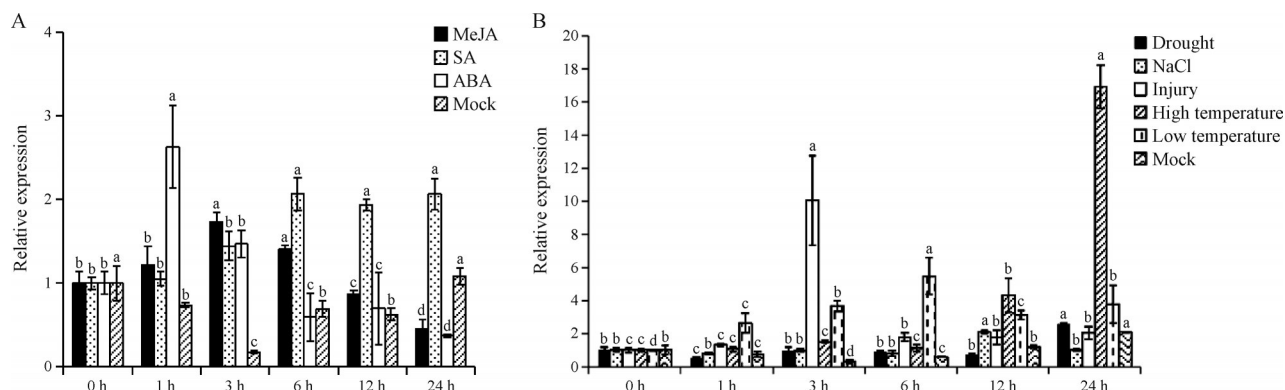 A
Relative expression
4
3
2
1
0
MeJA
SA
ABA
Mock
b b b a
b b a b
a b b c
a a c b
c a c b
d a d a
0 h 1 h 3 h 6 h 12 h 24 h
B
Relative expression
20
18
16
14
12
10
8
6
4
2
0
Drought
NaCl
Injury
High temperature
Low temperature
Mock
b b c c d b
c b c c c c
b b a c b d
b c b c a c
b a b b c b
a b b a b a
0 h 1 h 3 h 6 h 12 h 24 h